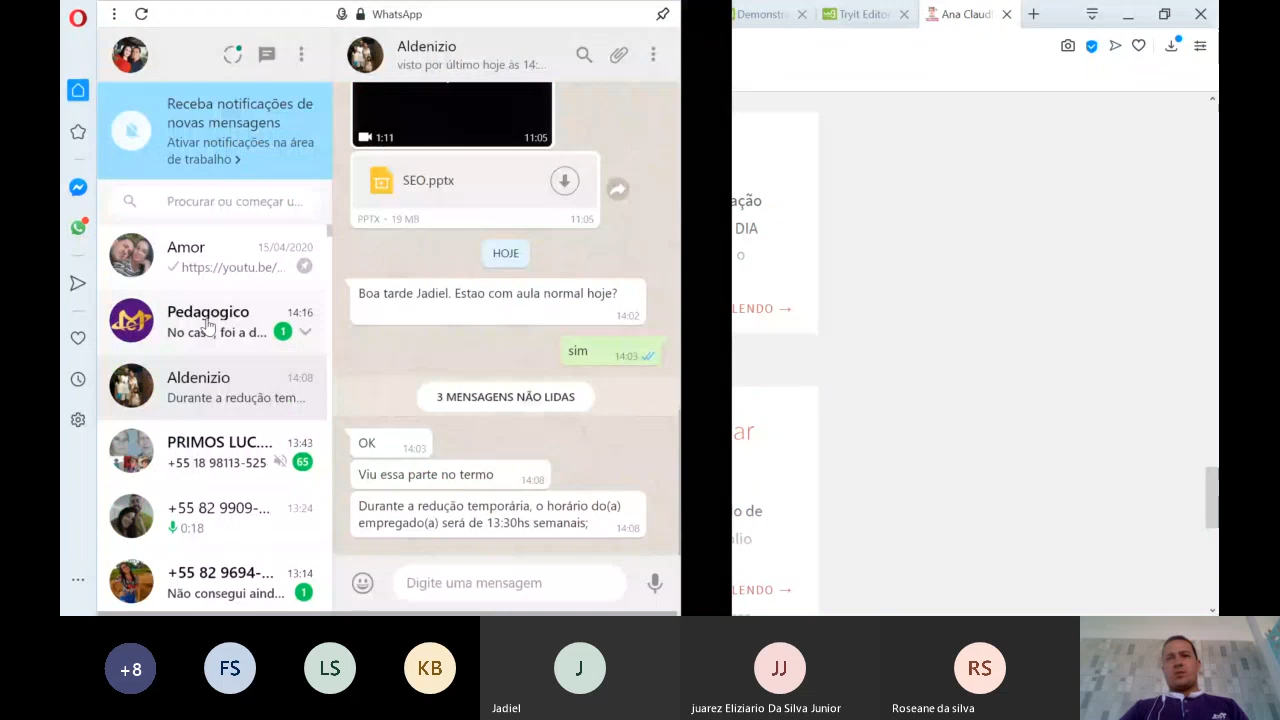 WhatsApp
Demonstr
Tryit Editor
Ana Claudi
Aldenizio
visto por último hoje às 14:...
Receba notificações de
novas mensagens
Ativar notificações na área
de trabalho
Procurar ou começar u...
Amor
15/04/2020
https://youtu.be/...
Pedagogico
14:16
No cas, foi a d...
1
Aldenizio
14:08
Durante a redução tem...
PRIMOS LUC....
13:43
+55 18 98113-525
65
+55 82 9909-...
13:24
0:18
+55 82 9694-...
13:14
Não consegui aind...
1
1:11
11:05
SEO.pptx
PPTX • 19 MB
11:05
HOJE
Boa tarde Jadiel. Estao com aula normal hoje?
14:02
sim
14:03
3 MENSAGENS NÃO LIDAS
OK
14:03
Viu essa parte no termo
14:08
Durante a redução temporária, o horário do(a)
empregado(a) será de 13:30hs semanais;
14:08
Digite uma mensagem
ação
DIA
o
LENDO →
ar
o de
lio
LENDO →
+8
FS
LS
KB
J
JJ
RS
Jadiel
juarez Eliziario Da Silva Junior
Roseane da silva